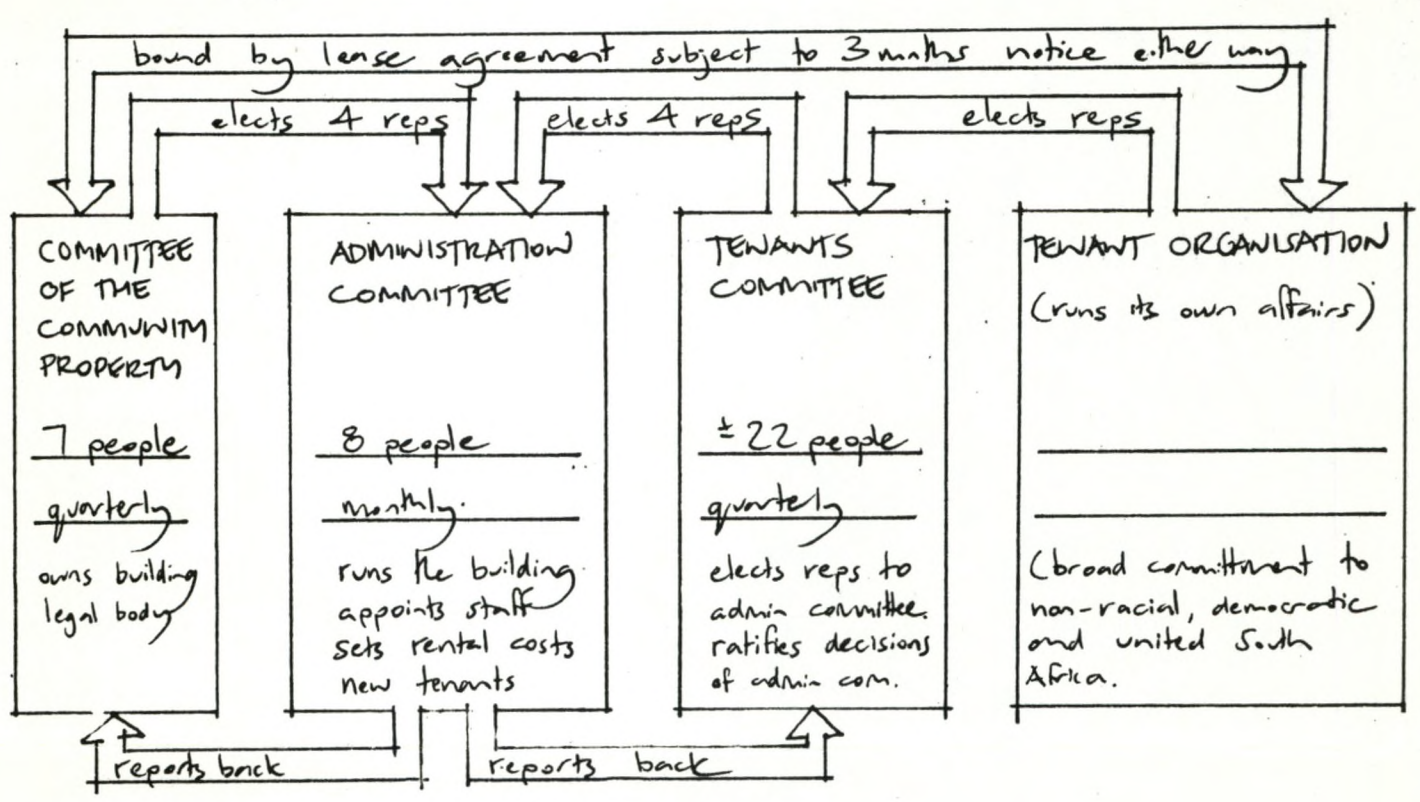 bound by lease agreement subject to 3 mnths notice either way
elects 4 reps
elects 4 reps
elects reps
COMMITTEE
OF THE
COMMUNITY
PROPERTY
7 people
quarterly
owns building
legal body
ADMINISTRATION
COMMITTEE
8 people
monthly.
runs the building
appoints staff
sets rental costs
new tenants
TENANTS
COMMITTEE
±22 people
quarterly
elects reps to
admin committee.
ratifies decisions
of admin com.
TENANT ORGANISATION
(runs its own affairs)
(broad committment to
non-racial, democratic
and united South
Africa.
reports back
reports back